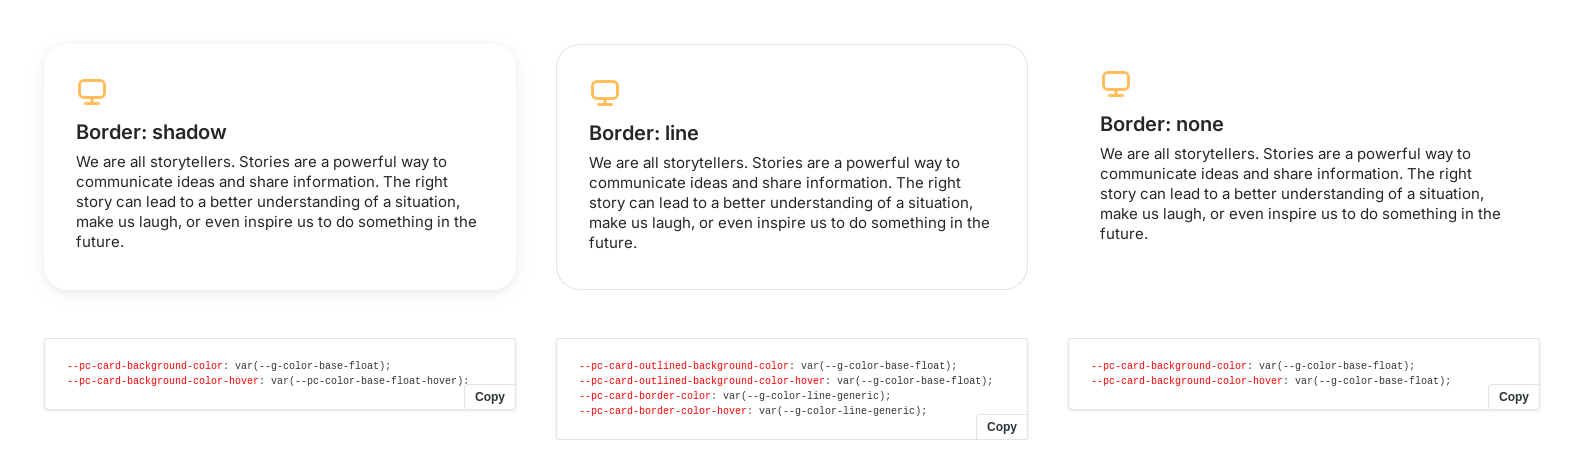 Border: shadow
We are all storytellers. Stories are a powerful way to
communicate ideas and share information. The right
story can lead to a better understanding of a situation,
make us laugh, or even inspire us to do something in the
future.
Border: line
We are all storytellers. Stories are a powerful way to
communicate ideas and share information. The right
story can lead to a better understanding of a situation,
make us laugh, or even inspire us to do something in the
future.
Border: none
We are all storytellers. Stories are a powerful way to
communicate ideas and share information. The right
story can lead to a better understanding of a situation,
make us laugh, or even inspire us to do something in the
future.
--pc-card-background-color: var(--g-color-base-float);
--pc-card-background-color-hover: var(--pc-color-base-float-hover);
Copy
--pc-card-outlined-background-color: var(--g-color-base-float);
--pc-card-outlined-background-color-hover: var(--g-color-base-float);
--pc-card-border-color: var(--g-color-line-generic);
--pc-card-border-color-hover: var(--g-color-line-generic);
Copy
--pc-card-background-color: var(--g-color-base-float);
--pc-card-background-color-hover: var(--g-color-base-float);
Copy